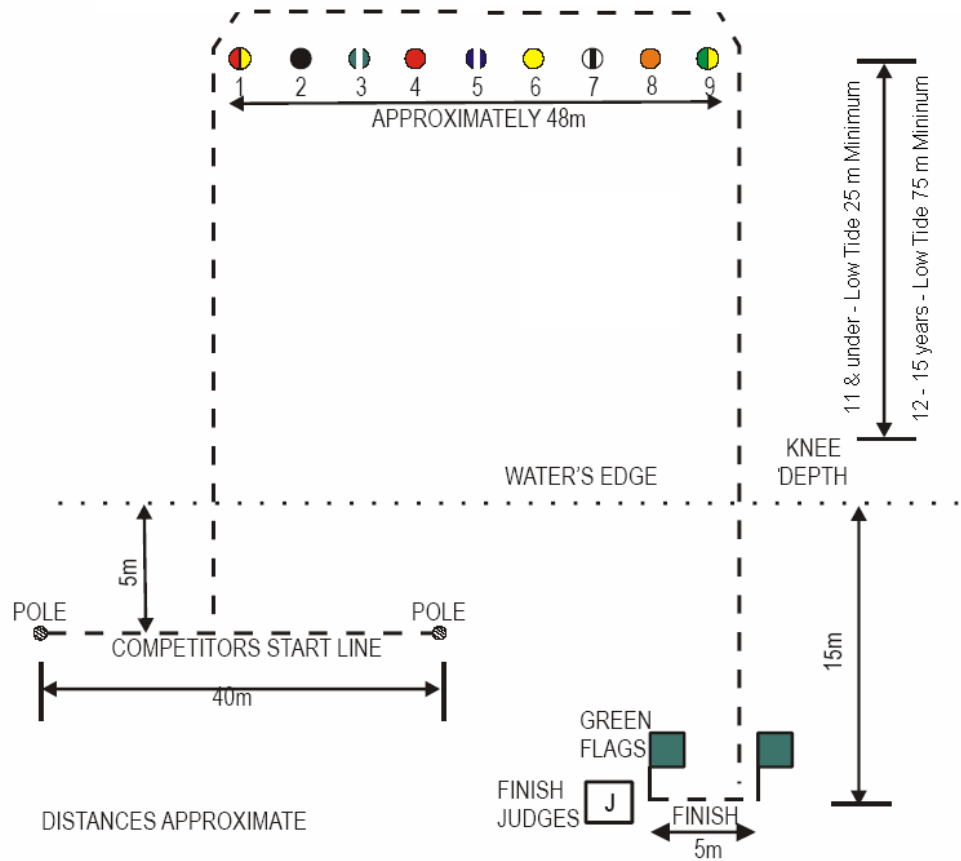 1 2 3 4 5 6 7 8 9
APPROXIMATELY 48m
11 & under - Low Tide 25 m Minimum
12 - 15 years - Low Tide 75 m Mininum
KNEE
DEPTH
WATER'S EDGE
5m
POLE
POLE
COMPETITORS START LINE
40m
15m
GREEN
FLAGS
FINISH
JUDGES
J
FINISH
5m
DISTANCES APPROXIMATE